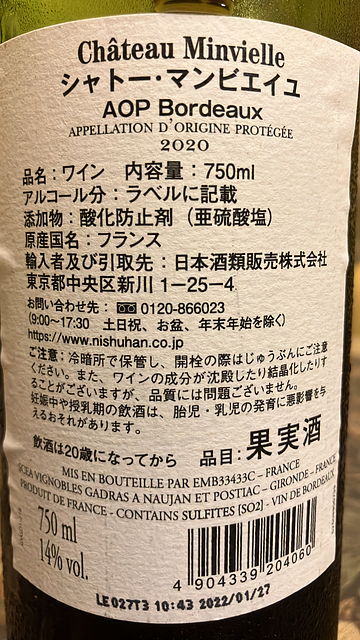 Château Minvielle
シャトー・マンビエイユ
AOP Bordeaux
APPELLATION D'ORIGINE PROTÉGÉE
2020
品名：ワイン　内容量：750ml
アルコール分：ラベルに記載
添加物：酸化防止剤（亜硫酸塩）
原産国名：フランス
輸入者及び引取先：日本酒類販売株式会社
東京都中央区新川 1－25－4
お問い合わせ先： 0120-866023
(9:00～17:30　土日祝、お盆、年末年始を除く)
https://www.nishuhan.co.jp
ご注意：冷暗所で保管し、開栓の際はじゅうぶんにご注意
ください。また、ワインの成分が沈殿したり結晶化したりす
ることがございますが、品質には問題ございません。
妊娠中や授乳期の飲酒は、胎児・乳児の発育に悪影響を与
えるおそれがあります。
飲酒は20歳になってから　品目：果実酒
MIS EN BOUTEILLE PAR EMB33433C – FRANCE
SCEA VIGNOBLES GADRAS A NAUJAN ET POSTIAC – GIRONDE - FRANCE
PRODUIT DE FRANCE - CONTAINS SULFITES [SO2] - VIN DE BORDEAUX
750 ml
14% vol.
4 904339 204060
LE027T3 10:43 2022/01/27